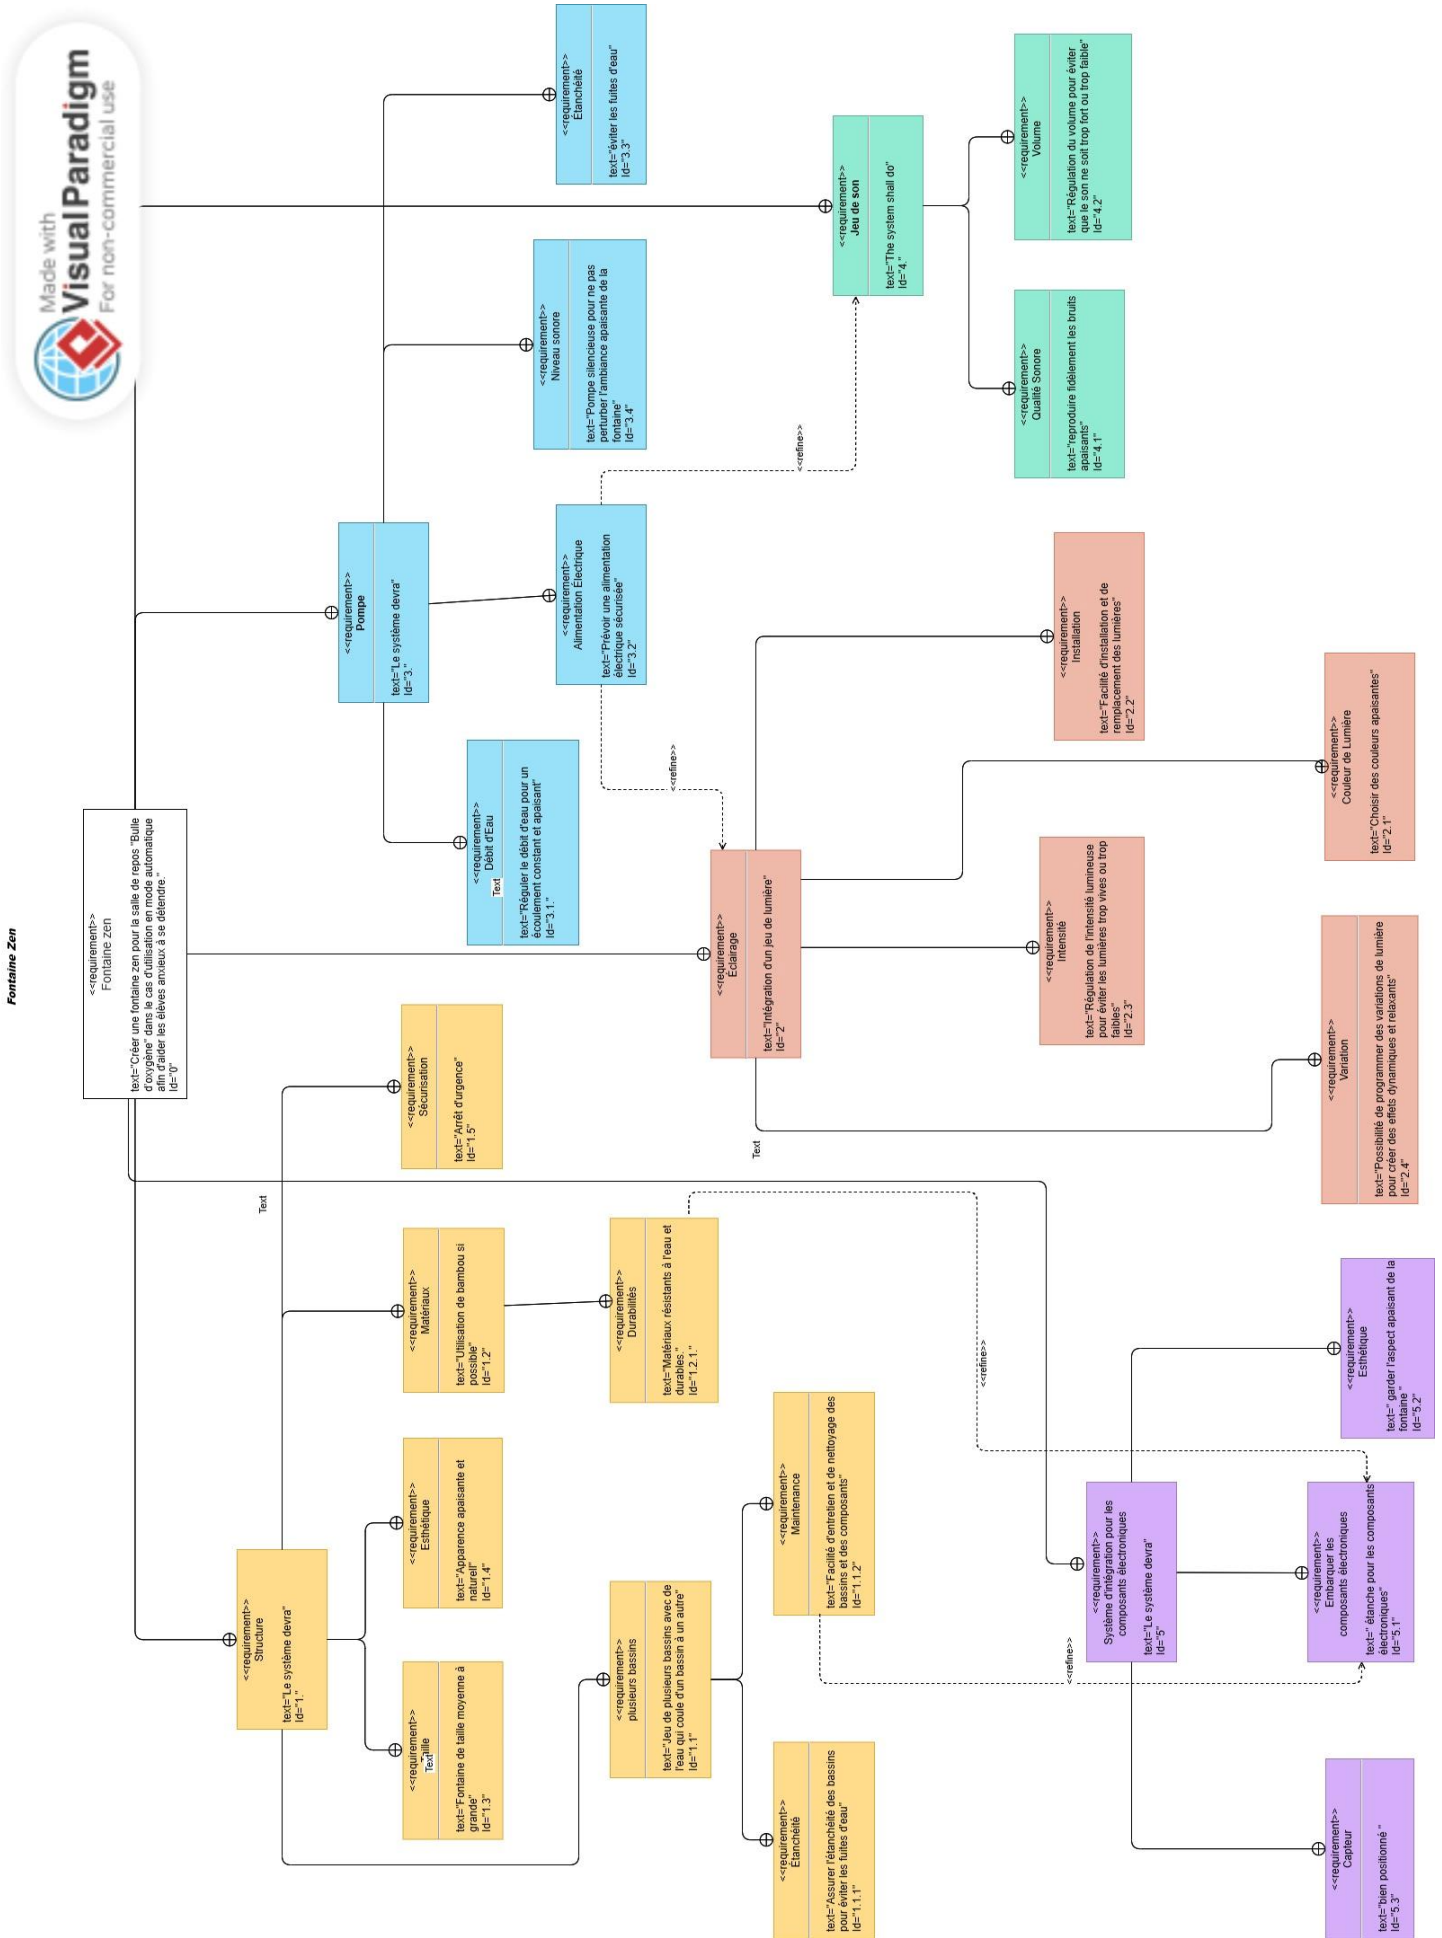 Fontaine Zen
Made with
Visual Paradigm
For non-commercial use
<<requirement>>
Fontaine zen
text="Créer une fontaine zen pour la salle de repos "Bulle
d'oxygène" dans le cas d'utilisation en mode automatique
afin d'aider les élèves anxieux à se détendre."
Id="0"
<<requirement>>
Structure
text="Le système devra"
Id="1."
Text
<<requirement>>
Taille
Text
text="Fontaine de taille moyenne à
grande"
Id="1.3"
<<requirement>>
Esthétique
text="Apparence apaisante et
naturell"
Id="1.4"
<<requirement>>
Matériaux
text="Utilisation de bambou si
possible"
Id="1.2"
<<requirement>>
Sécurisation
text="Arrêt d'urgence"
Id="1.5"
<<requirement>>
plusieurs bassins
text="Jeu de plusieurs bassins avec de
l'eau qui coule d'un bassin à un autre"
Id="1.1"
<<requirement>>
Durabilités
text="Matériaux résistants à l'eau et
durables."
Id="1.2.1."
<<requirement>>
Étanchéité
text="Assurer l'étanchéité des bassins
pour éviter les fuites d'eau"
Id="1.1.1"
<<requirement>>
Maintenance
text="Facilité d'entretien et de nettoyage des
bassins et des composants"
Id="1.1.2"
<<requirement>>
Pompe
text="Le système devra"
Id="3."
<<requirement>>
Débit d'Eau
Text
text="Réguler le débit d'eau pour un
écoulement constant et apaisant"
Id="3.1."
<<requirement>>
Alimentation Électrique
text="Prévoir une alimentation
électrique sécurisée"
Id="3.2"
<<requirement>>
Niveau sonore
text="Pompe silencieuse pour ne pas
perturber l'ambiance apaisante de la
fontaine"
Id="3.4"
<<requirement>>
Étanchéité
text="éviter les fuites d'eau"
Id="3.3"
<<refine>>
<<refine>>
<<requirement>>
Éclairage
text="Intégration d'un jeu de lumière"
Id="2"
Text
<<requirement>>
Intensité
text="Régulation de l'intensité lumineuse
pour éviter les lumières trop vives ou trop
faibles"
Id="2.3"
<<requirement>>
Installation
text="Facilité d'installation et de
remplacement des lumières"
Id="2.2"
<<requirement>>
Variation
text="Possibilité de programmer des variations de lumière
pour créer des effets dynamiques et relaxants"
Id="2.4"
<<requirement>>
Couleur de Lumière
text="Choisir des couleurs apaisantes"
Id="2.1"
<<requirement>>
Jeu de son
text="The system shall do"
Id="4."
<<requirement>>
Qualité Sonore
text="reproduire fidèlement les bruits
apaisants"
Id="4.1"
<<requirement>>
Volume
text="Régulation du volume pour éviter
que le son ne soit trop fort ou trop faible"
Id="4.2"
<<refine>>
<<refine>>
<<requirement>>
Système d'intégration pour les
composants électroniques
text="Le système devra"
Id="5"
<<requirement>>
Capteur
text="bien positionné "
Id="5.3"
<<requirement>>
Embarquer les
composants électroniques
text=" étanche pour les composants
électroniques"
Id="5.1"
<<requirement>>
Esthétique
text=" garder l'aspect apaisant de la
fontaine "
Id="5.2"